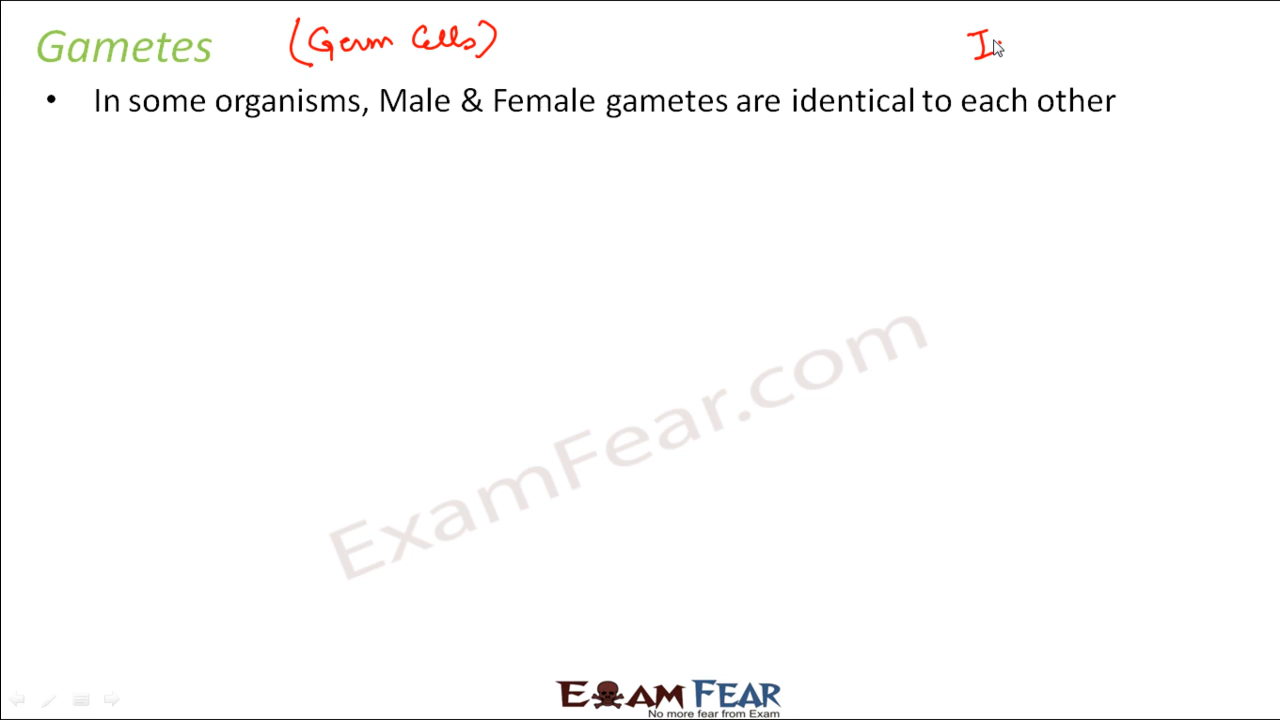 Gametes (Germ Cells) I
• In some organisms, Male & Female gametes are identical to each other
ExamFear.com
EXAM FEAR
No more fear from Exam